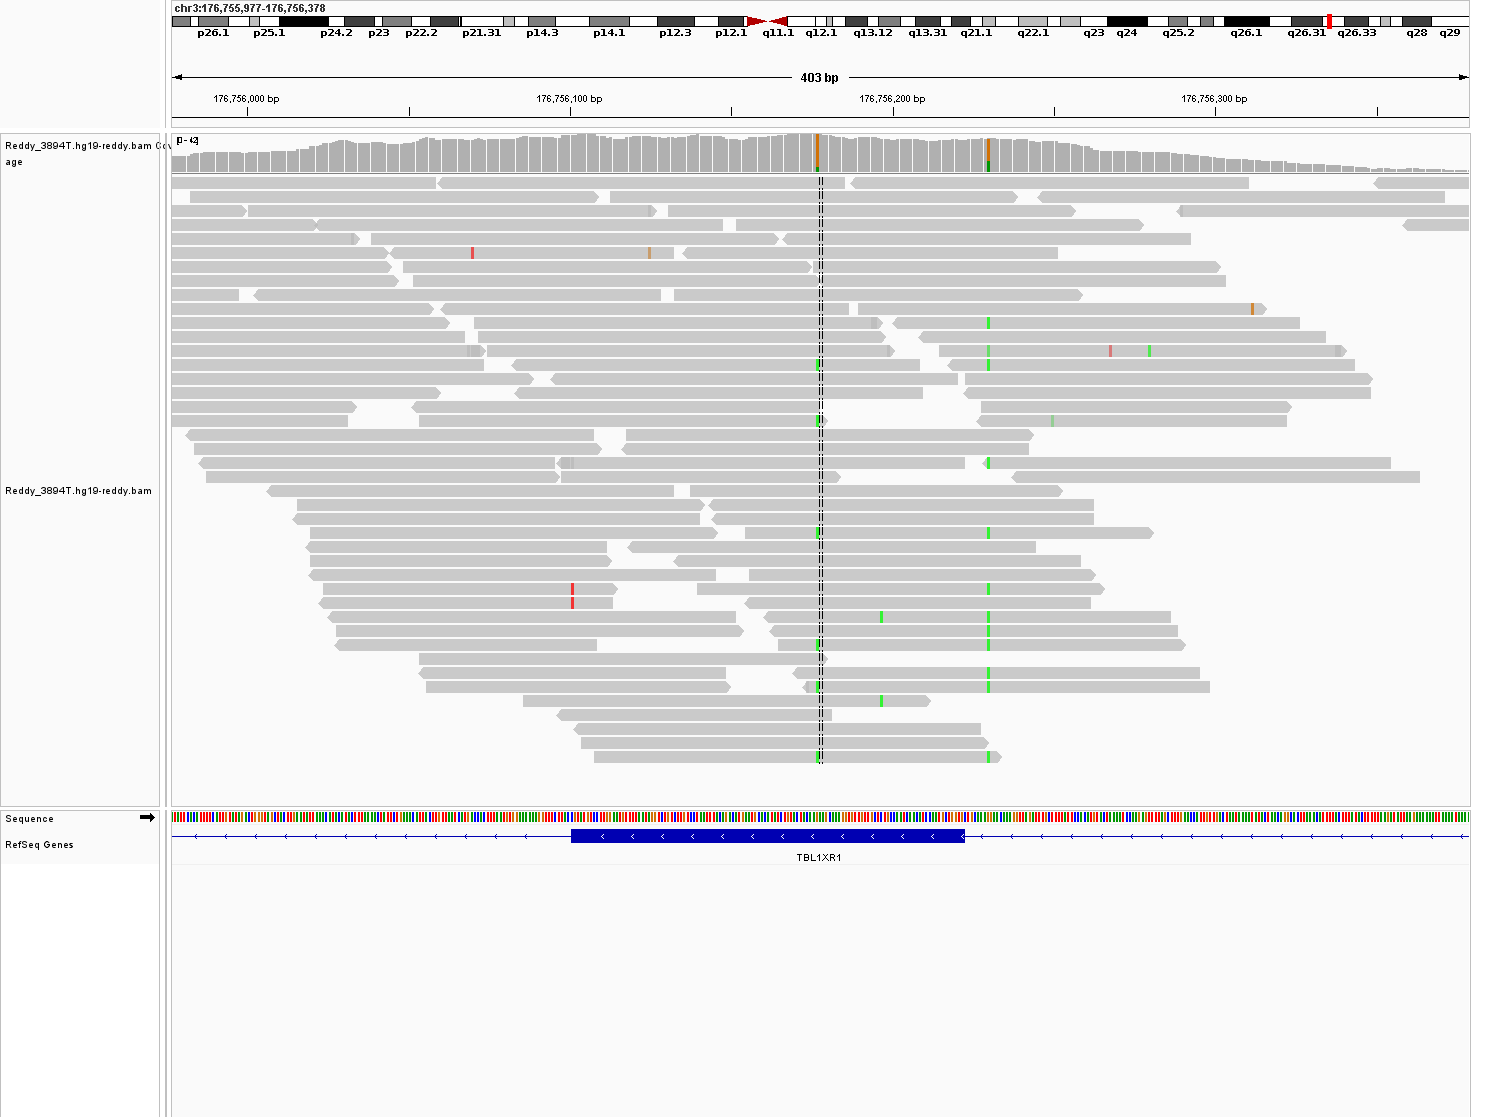 chr3:176,755,977-176,756,378
p26.1 p25.1 p24.2 p23 p22.2 p21.31 p14.3 p14.1 p12.3 p12.1 q11.1 q12.1 q13.12 q13.31 q21.1 q22.1 q23 q24 q25.2 q26.1 q26.31 q26.33 q28 q29
403 bp
176,756,000 bp 176,756,100 bp 176,756,200 bp 176,756,300 bp
[0 - 42]
Reddy_3894T.hg19-reddy.bam Cov
age
Reddy_3894T.hg19-reddy.bam
Sequence
RefSeq Genes
TBL1XR1